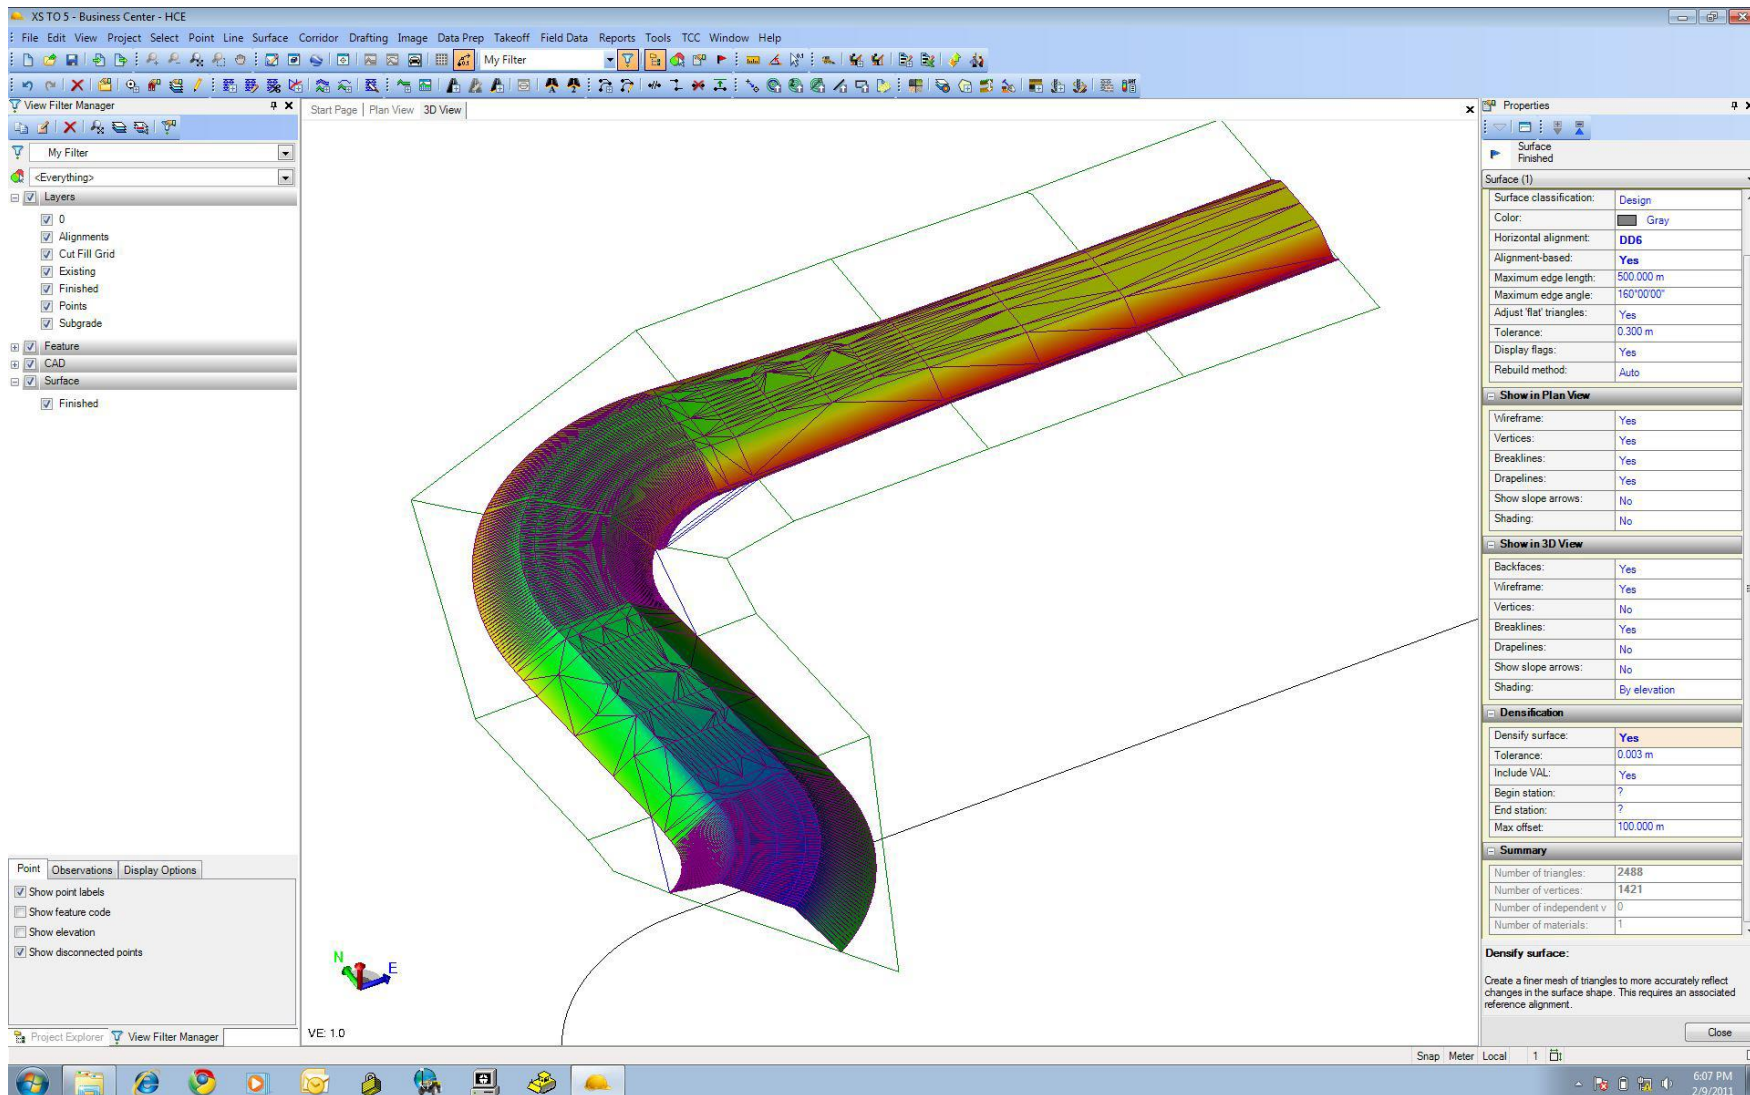 XS TO 5 - Business Center - HCE
File Edit View Project Select Point Line Surface Corridor Drafting Image Data Prep Takeoff Field Data Reports Tools TCC Window Help
My Filter
View Filter Manager
Start Page Plan View 3D View
My Filter
<Everything>
Layers
0
Alignments
Cut Fill Grid
Existing
Finished
Points
Subgrade
Feature
CAD
Surface
Finished
Point Observations Display Options
Show point labels
Show feature code
Show elevation
Show disconnected points
Project Explorer View Filter Manager
N
E
VE: 1.0
Properties
Surface
Finished
Surface (1)
Surface classification: Design
Color: Gray
Horizontal alignment: DD6
Alignment-based: Yes
Maximum edge length: 500.000 m
Maximum edge angle: 160°00'00"
Adjust 'flat' triangles: Yes
Tolerance: 0.300 m
Display flags: Yes
Rebuild method: Auto
Show in Plan View
Wireframe: Yes
Vertices: Yes
Breaklines: Yes
Drapelines: Yes
Show slope arrows: No
Shading: No
Show in 3D View
Backfaces: Yes
Wireframe: Yes
Vertices: No
Breaklines: Yes
Drapelines: No
Show slope arrows: No
Shading: By elevation
Densification
Densify surface: Yes
Tolerance: 0.003 m
Include VAL: Yes
Begin station: ?
End station: ?
Max offset: 100.000 m
Summary
Number of triangles: 2488
Number of vertices: 1421
Number of independent v 0
Number of materials: 1
Densify surface:
Create a finer mesh of triangles to more accurately reflect
changes in the surface shape. This requires an associated
reference alignment.
Close
Snap Meter Local 1
6:07 PM
2/9/2011